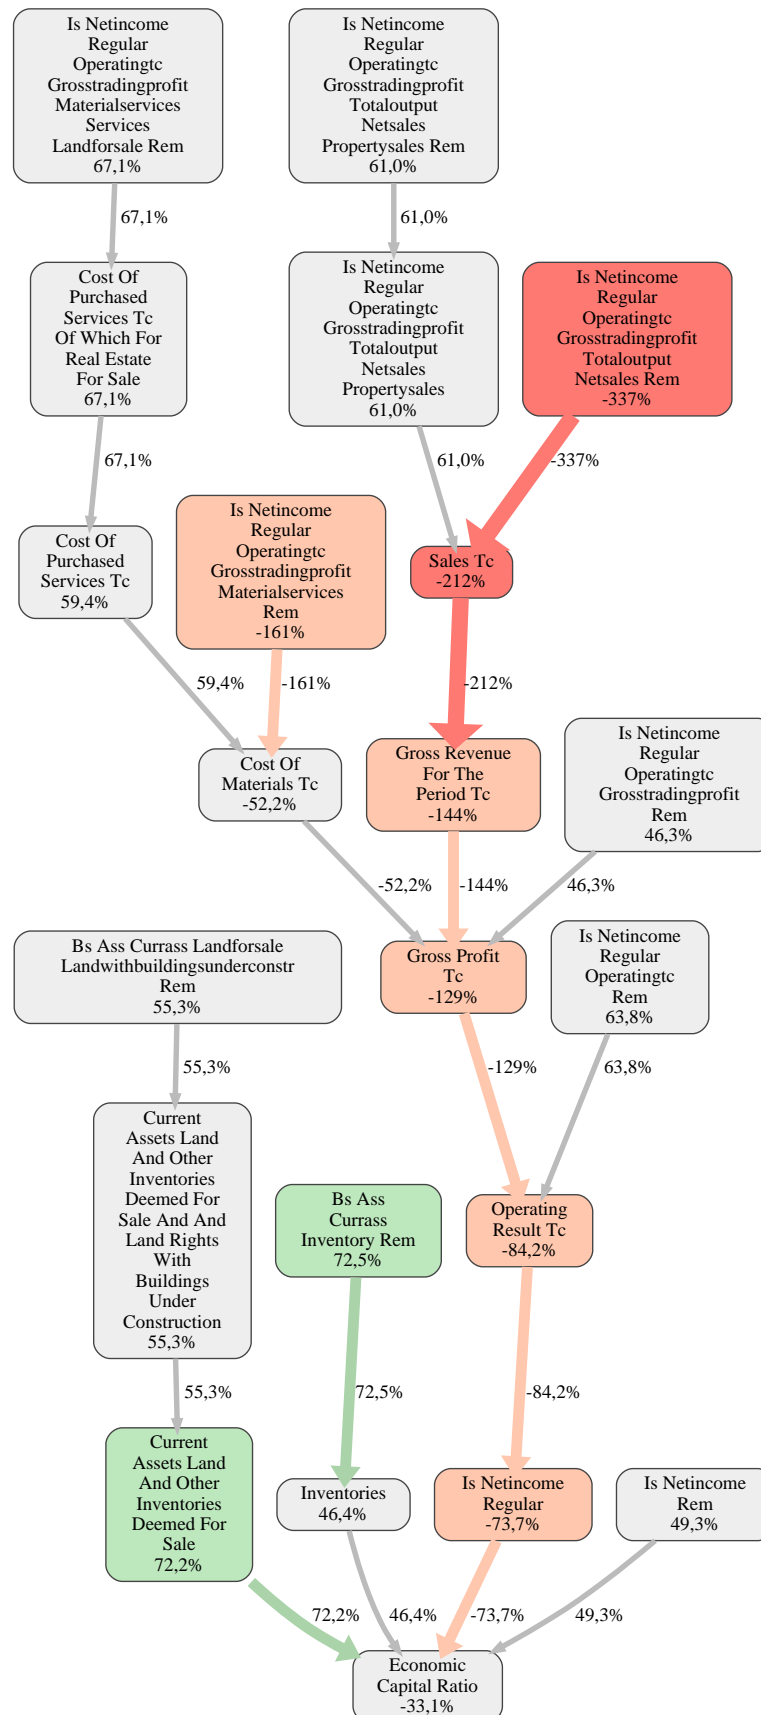 Is Netincome
Regular
Operatingtc
Grosstradingprofit
Materialservices
Services
Landforsale Rem
67,1%
Is Netincome
Regular
Operatingtc
Grosstradingprofit
Totaloutput
Netsales
Propertysales Rem
61,0%
67,1%
61,0%
Cost Of
Purchased
Services Tc
Of Which For
Real Estate
For Sale
67,1%
Is Netincome
Regular
Operatingtc
Grosstradingprofit
Totaloutput
Netsales
Propertysales
61,0%
Is Netincome
Regular
Operatingtc
Grosstradingprofit
Totaloutput
Netsales Rem
-337%
67,1%
61,0%
-337%
Cost Of
Purchased
Services Tc
59,4%
Is Netincome
Regular
Operatingtc
Grosstradingprofit
Materialservices
Rem
-161%
Sales Tc
-212%
59,4%
-161%
-212%
Cost Of
Materials Tc
-52,2%
Gross Revenue
For The
Period Tc
-144%
Is Netincome
Regular
Operatingtc
Grosstradingprofit
Rem
46,3%
-52,2%
-144%
46,3%
Bs Ass Currass Landforsale
Landwithbuildingsunderconstr
Rem
55,3%
Gross Profit
Tc
-129%
Is Netincome
Regular
Operatingtc
Rem
63,8%
55,3%
-129%
63,8%
Current
Assets Land
And Other
Inventories
Deemed For
Sale And And
Land Rights
With
Buildings
Under
Construction
55,3%
Bs Ass
Currass
Inventory Rem
72,5%
Operating
Result Tc
-84,2%
55,3%
72,5%
-84,2%
Current
Assets Land
And Other
Inventories
Deemed For
Sale
72,2%
Inventories
46,4%
Is Netincome
Regular
-73,7%
Is Netincome
Rem
49,3%
72,2%
46,4%
-73,7%
49,3%
Economic
Capital Ratio
-33,1%